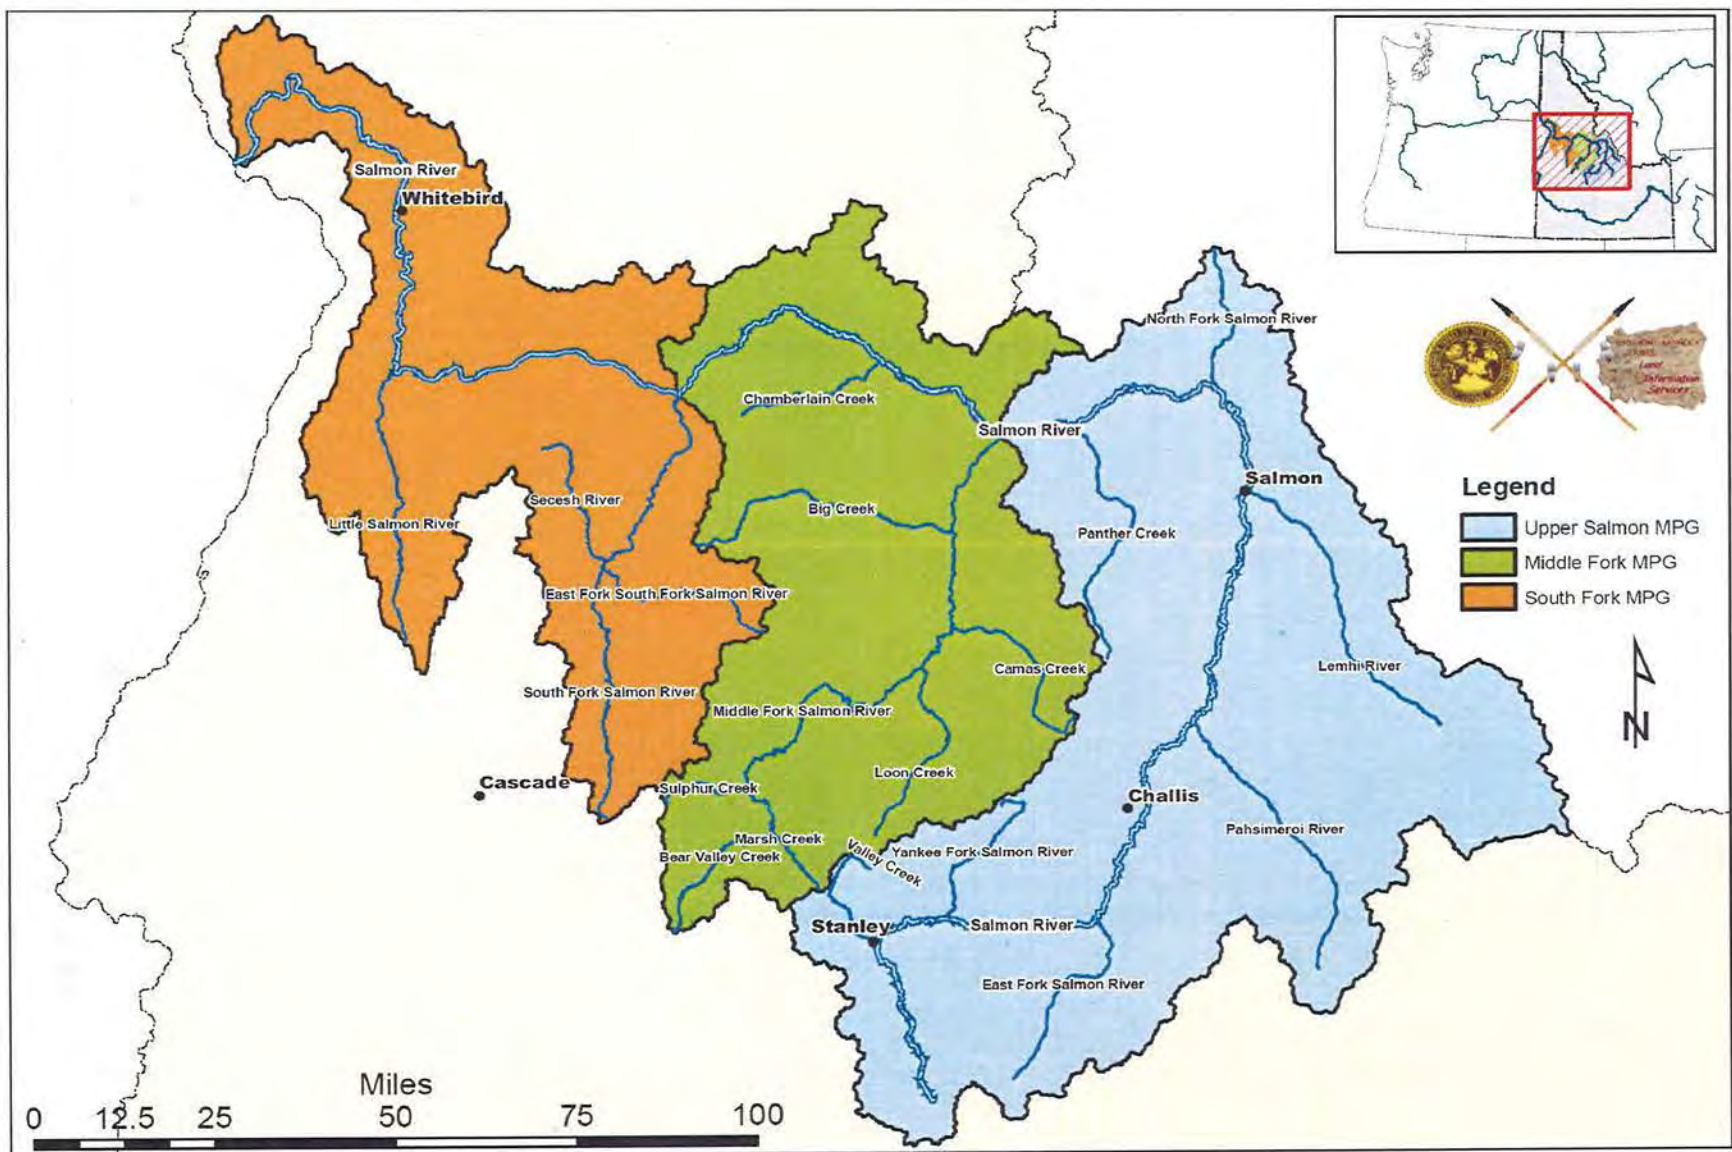 Salmon River
Whitebird
North Fork Salmon River
Chamberlain Creek
Salmon River
Salmon
Secesh River
Big Creek
Little Salmon River
Panther Creek
East Fork South Fork Salmon River
Camas Creek
Lemhi River
South Fork Salmon River
Middle Fork Salmon River
Loon Creek
Cascade
Sulphur Creek
Challis
Marsh Creek
Bear Valley Creek
Valley Creek
Yankee Fork Salmon River
Pahsimeroi River
Stanley
Salmon River
East Fork Salmon River
Land
Information
Services
Legend
Upper Salmon MPG
Middle Fork MPG
South Fork MPG
N
Miles
0 12.5 25 50 75 100